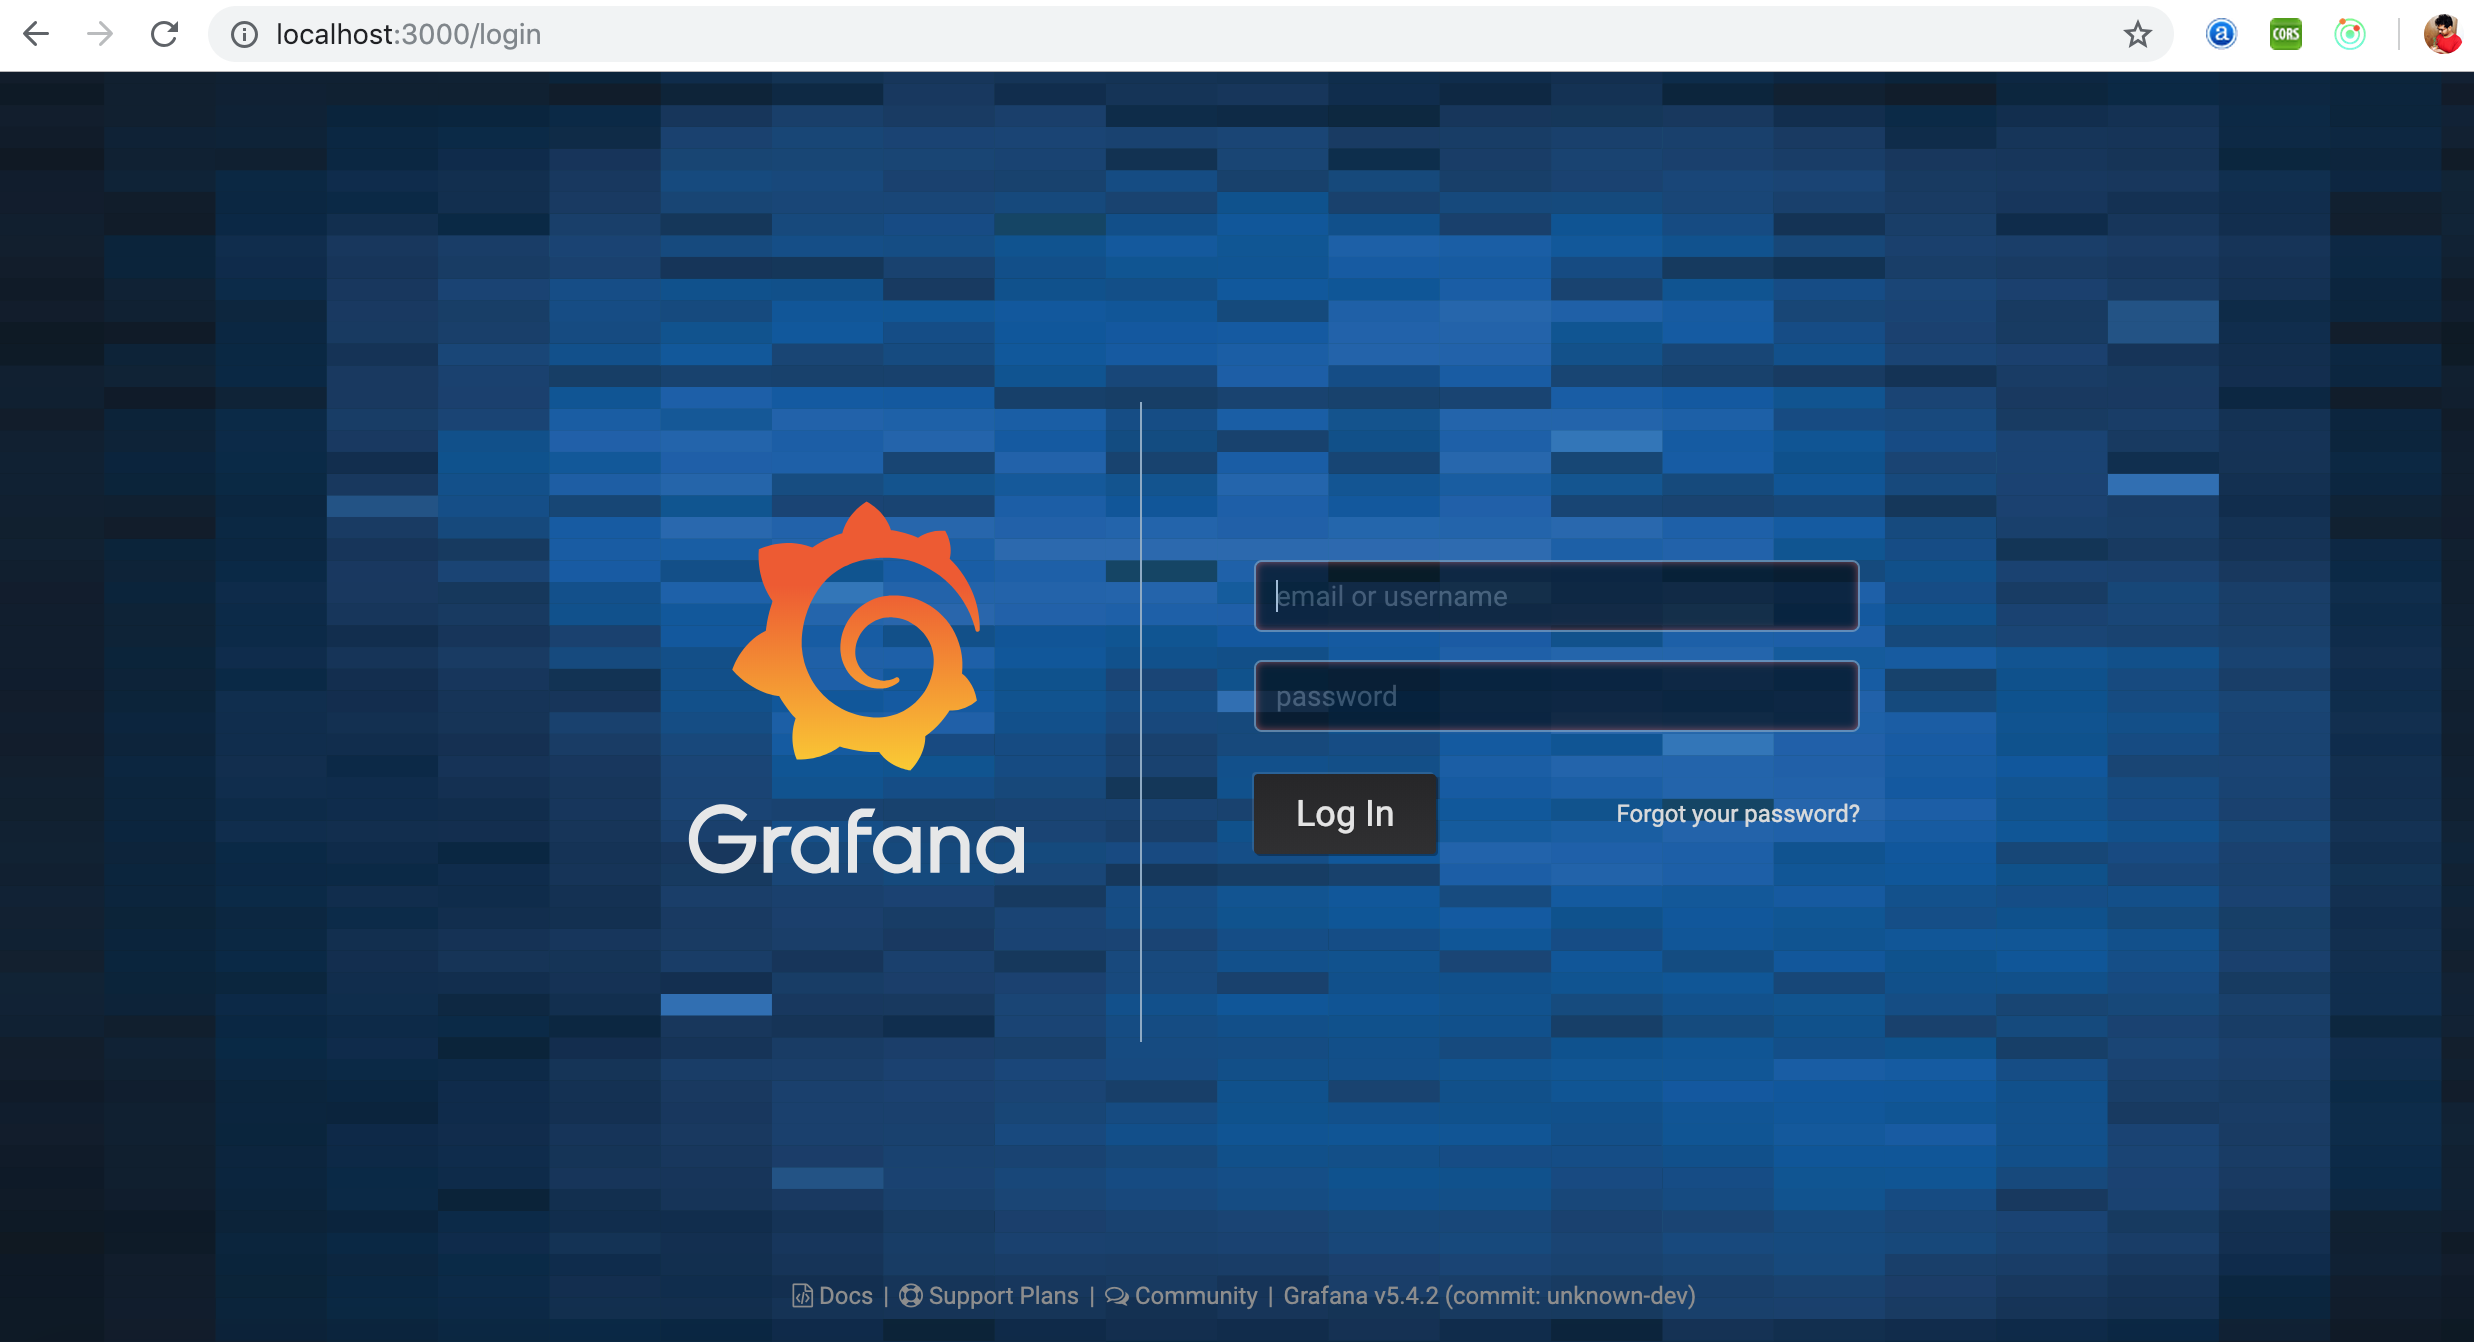 localhost:3000/login
a
CORS
email or username
password
Log In
Forgot your password?
Grafana
Docs | Support Plans | Community | Grafana v5.4.2 (commit: unknown-dev)